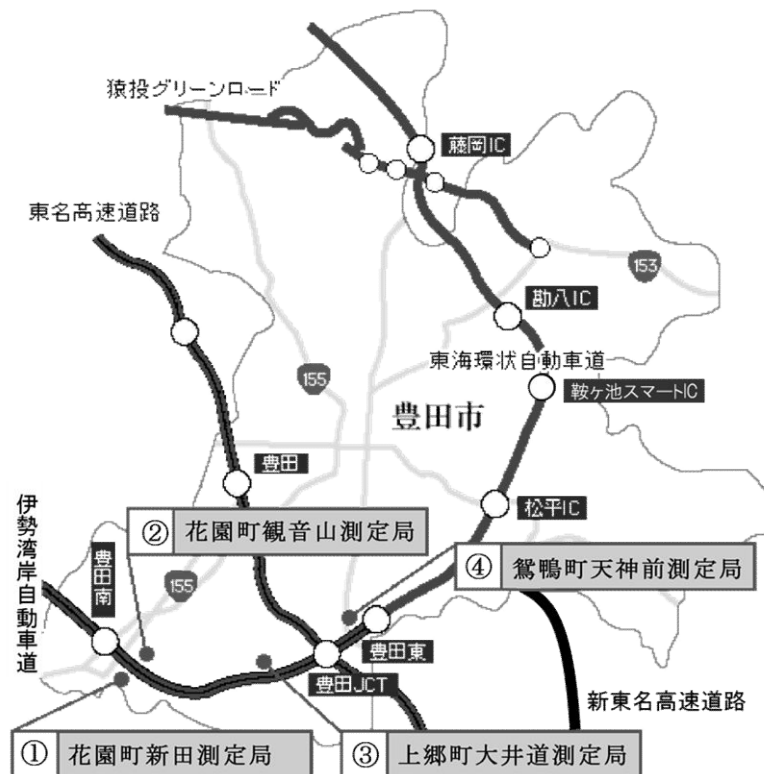 猿投グリーンロード
藤岡IC
東名高速道路
153
勘八IC
東海環状自動車道
155
鞍ヶ池スマートIC
豊田市
豊田
松平IC
伊勢湾岸自動車道
② 花園町観音山測定局
豊田南
155
④ 鴛鴨町天神前測定局
豊田東
豊田JCT
新東名高速道路
① 花園町新田測定局
③ 上郷町大井道測定局